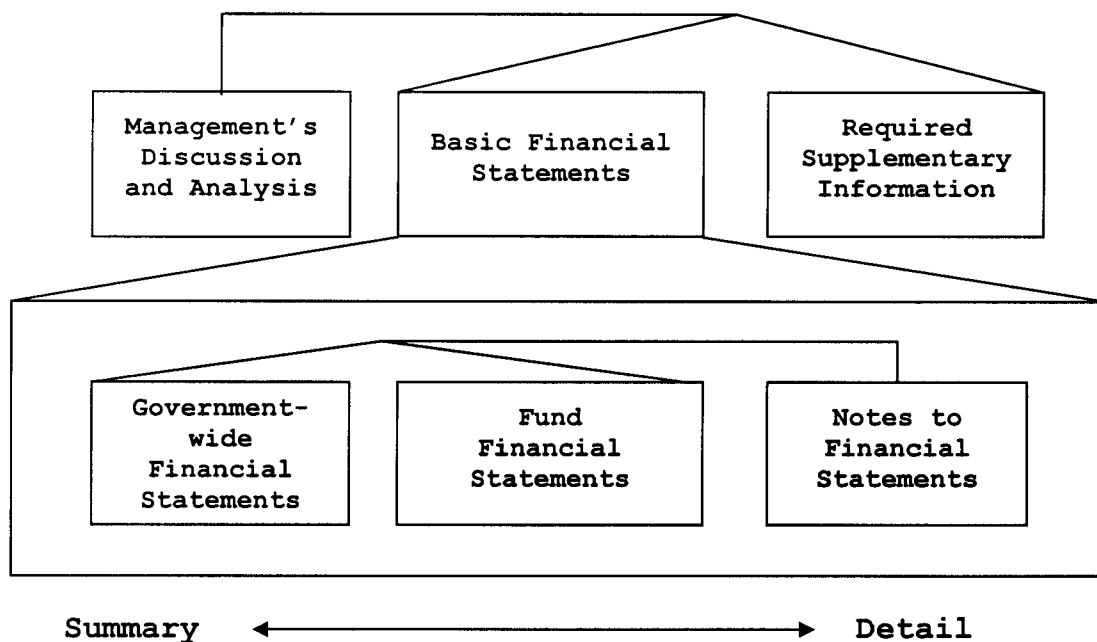 Management's
Discussion
and Analysis
Basic Financial
Statements
Required
Supplementary
Information
Government-
wide
Financial
Statements
Fund
Financial
Statements
Notes to
Financial
Statements
Summary
Detail